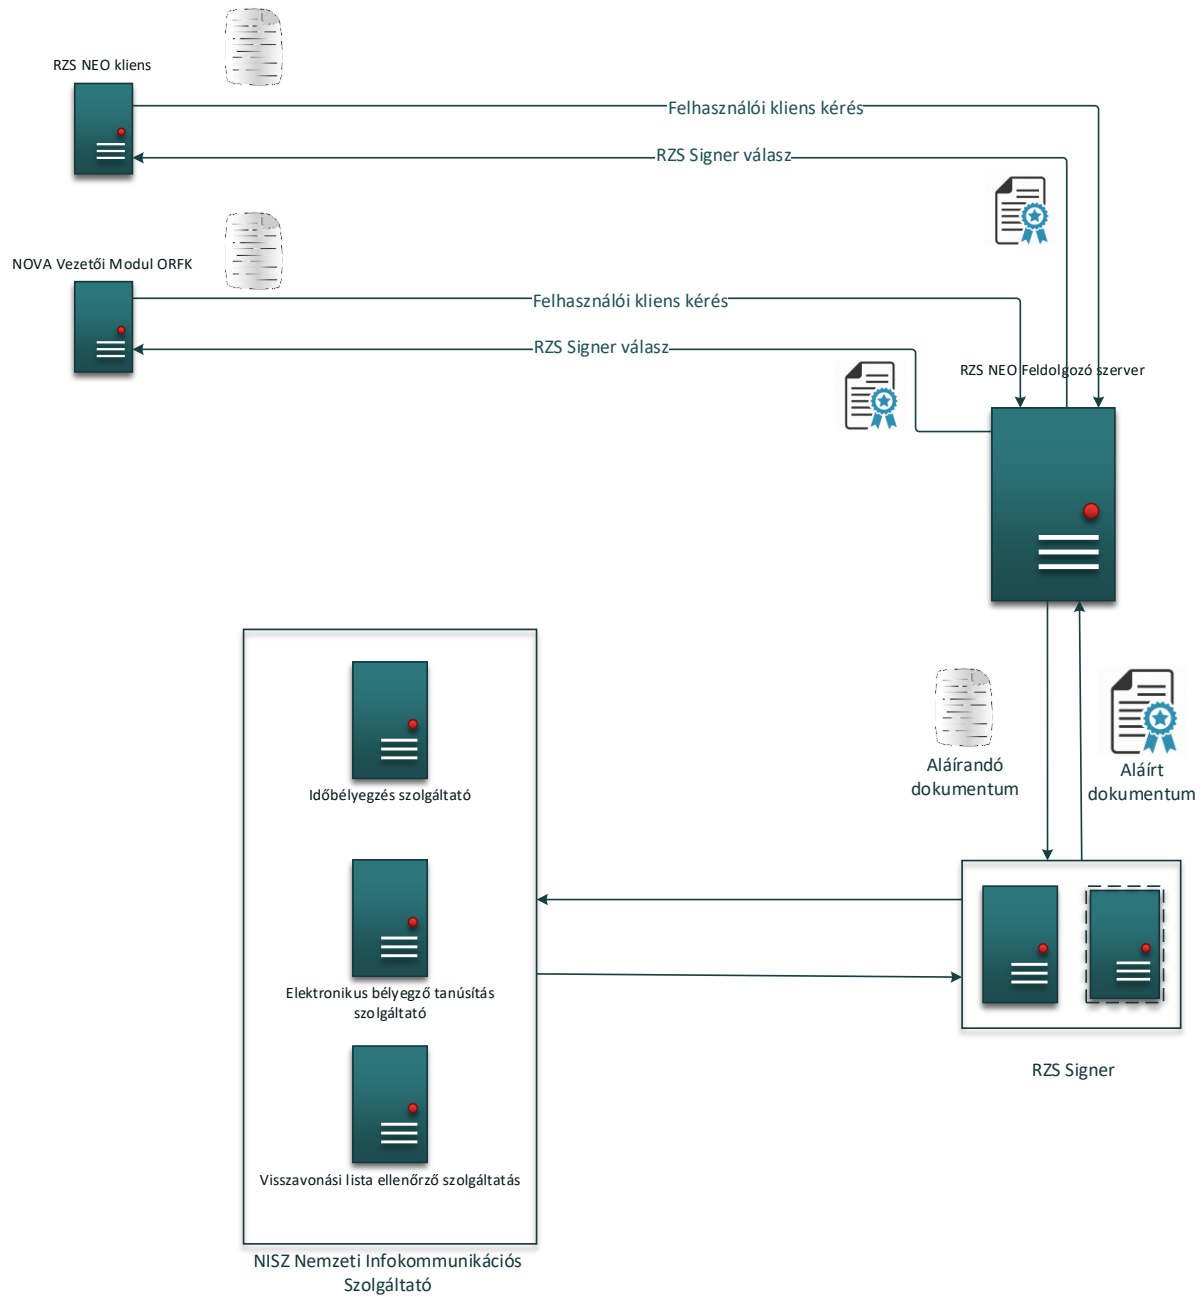 RZS NEO kliens
Felhasználói kliens kérés
RZS Signer válasz
NOVA Vezetői Modul ORFK
Felhasználói kliens kérés
RZS Signer válasz
RZS NEO Feldolgozó szerver
Aláírandó
dokumentum
Aláírt
dokumentum
Időbélyegzés szolgáltató
Elektronikus bélyegző tanúsítás
szolgáltató
Visszavonási lista ellenőrző szolgáltatás
RZS Signer
NISZ Nemzeti Infokommunikációs
Szolgáltató